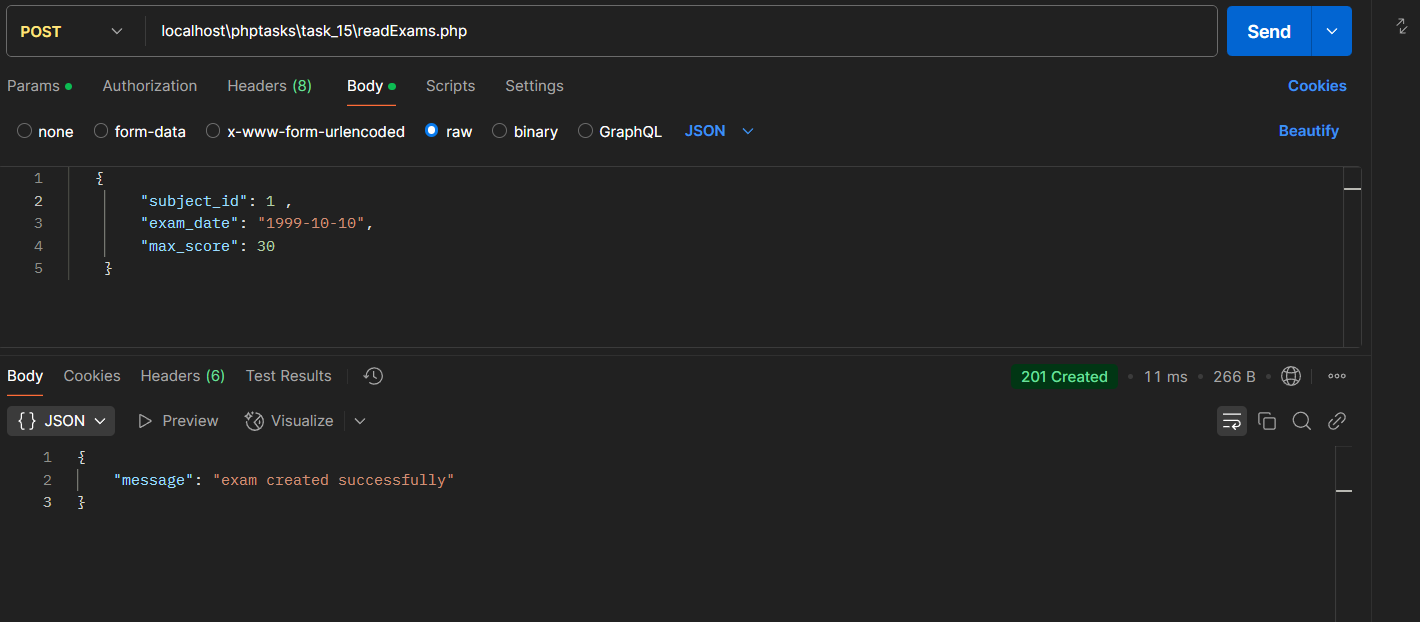 POST localhost\phptasks\task_15\readExams.php Send
Params Authorization Headers (8) Body Scripts Settings Cookies
none form-data x-www-form-urlencoded raw binary GraphQL JSON Beautify
1 {
2 "subject_id": 1 ,
3 "exam_date": "1999-10-10",
4 "max_score": 30
5 }
Body Cookies Headers (6) Test Results 201 Created 11 ms 266 B
{} JSON Preview Visualize
1 {
2 "message": "exam created successfully"
3 }